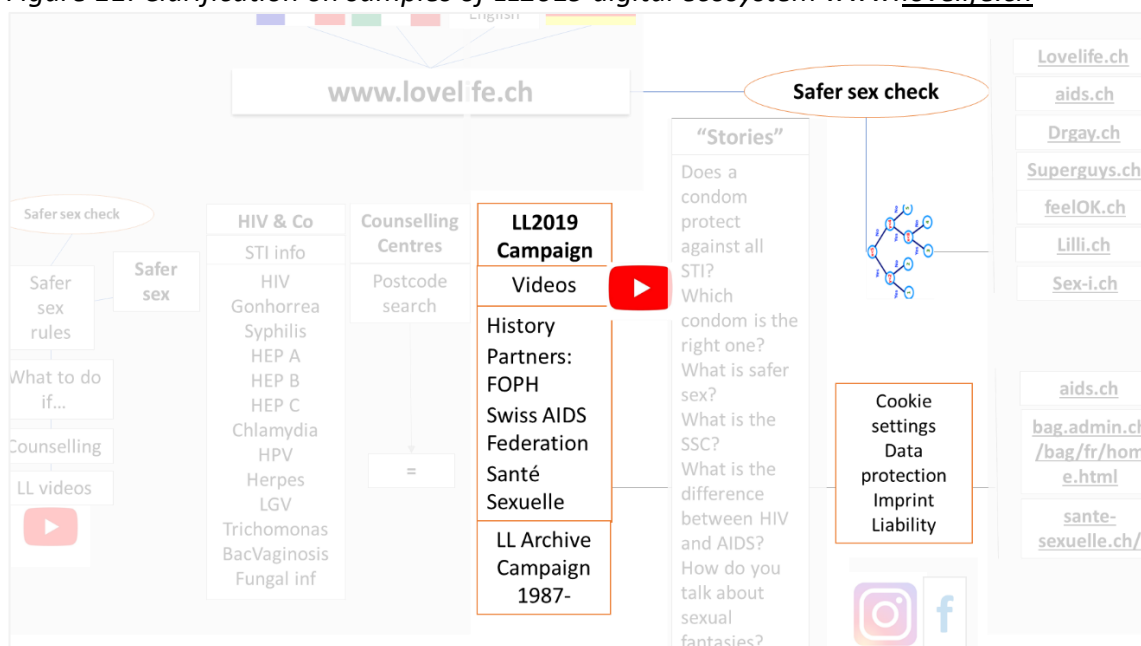 English
www.lovelife.ch
Safer sex check
Lovelife.ch
aids.ch
Drgay.ch
Superguys.ch
feelOK.ch
Lilli.ch
Sex-i.ch
Safer sex check
Safer
sex
rules
Safer
sex
What to do
if...
Counselling
LL videos
HIV & Co
STI info
HIV
Gonhorrea
Syphilis
HEP A
HEP B
HEP C
Chlamydia
HPV
Herpes
LGV
Trichomonas
BacVaginosis
Fungal inf
Counselling
Centres
Postcode
search
=
LL2019
Campaign
Videos
History
Partners:
FOPH
Swiss AIDS
Federation
Santé
Sexuelle
LL Archive
Campaign
1987-
"Stories"
Does a
condom
protect
against all
STI?
Which
condom is the
right one?
What is safer
sex?
What is the
SSC?
What is the
difference
between HIV
and AIDS?
How do you
talk about
sexual
fantasies?
Cookie
settings
Data
protection
Imprint
Liability
aids.ch
bag.admin.ch
/bag/fr/hom
e.html
sante-
sexuelle.ch/
f